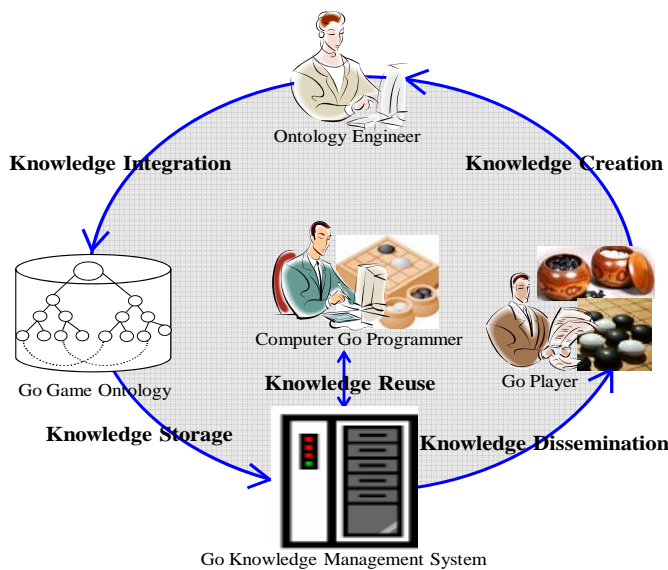 Ontology Engineer
Knowledge Integration
Knowledge Creation
Computer Go Programmer
Go Game Ontology
Go Player
Knowledge Reuse
Knowledge Storage
Knowledge Dissemination
Go Knowledge Management System